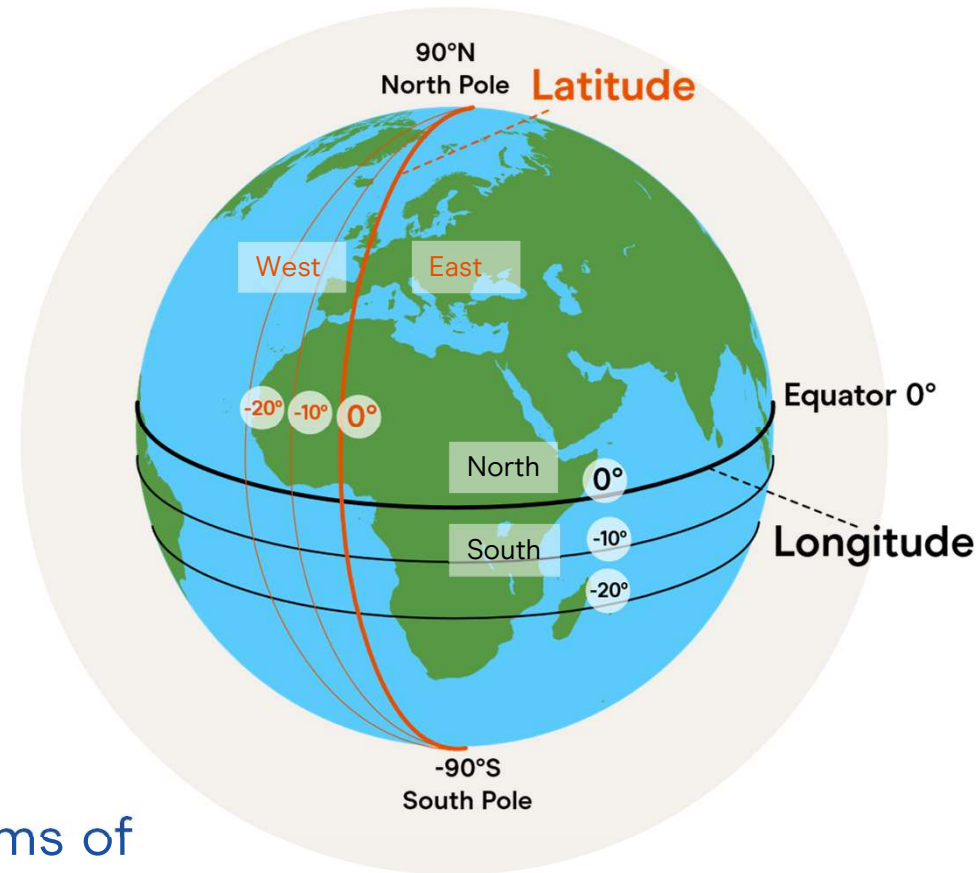 90°N
North Pole
Latitude
West
East
-20°
-10°
0°
Equator 0°
North
0°
South
-10°
Longitude
-20°
-90°S
South Pole
ms of